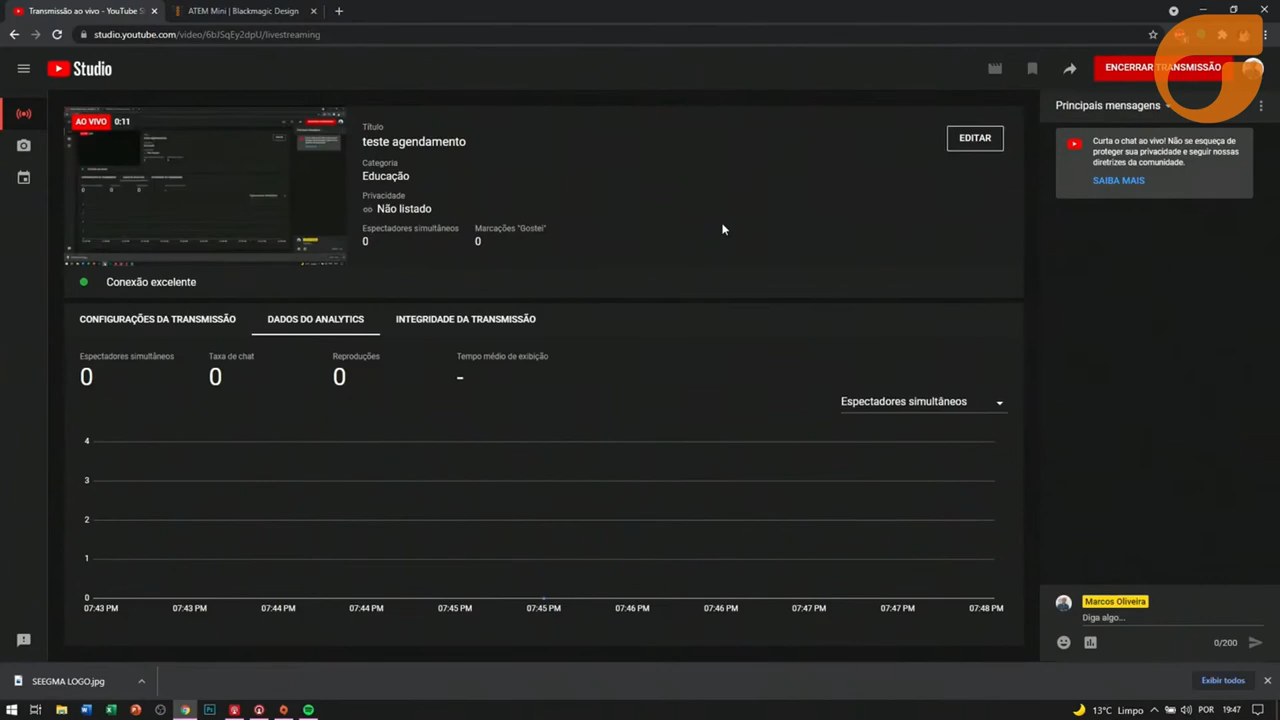 Transmissão ao vivo - YouTube S
ATEM Mini | Blackmagic Design
studio.youtube.com/video/6bJSqEy2dpU/livestreaming
Studio
ENCERRAR TRANSMISSÃO
AO VIVO 0:11
Título
teste agendamento
Categoria
Educação
Privacidade
Não listado
Espectadores simultâneos Marcações "Gostei"
0 0
EDITAR
Conexão excelente
CONFIGURAÇÕES DA TRANSMISSÃO DADOS DO ANALYTICS INTEGRIDADE DA TRANSMISSÃO
Espectadores simultâneos Taxa de chat Reproduções Tempo médio de exibição
0 0 0 -
Espectadores simultâneos
4
3
2
1
0
07:43 PM 07:43 PM 07:44 PM 07:44 PM 07:45 PM 07:45 PM 07:46 PM 07:46 PM 07:47 PM 07:47 PM 07:48 PM
Principais mensagens
Curta o chat ao vivo! Não se esqueça de
proteger sua privacidade e seguir nossas
diretrizes da comunidade.
SAIBA MAIS
Marcos Oliveira
Diga algo...
0/200
SEEGMA LOGO.jpg
Exibir todos
13°C Limpo POR 19:47